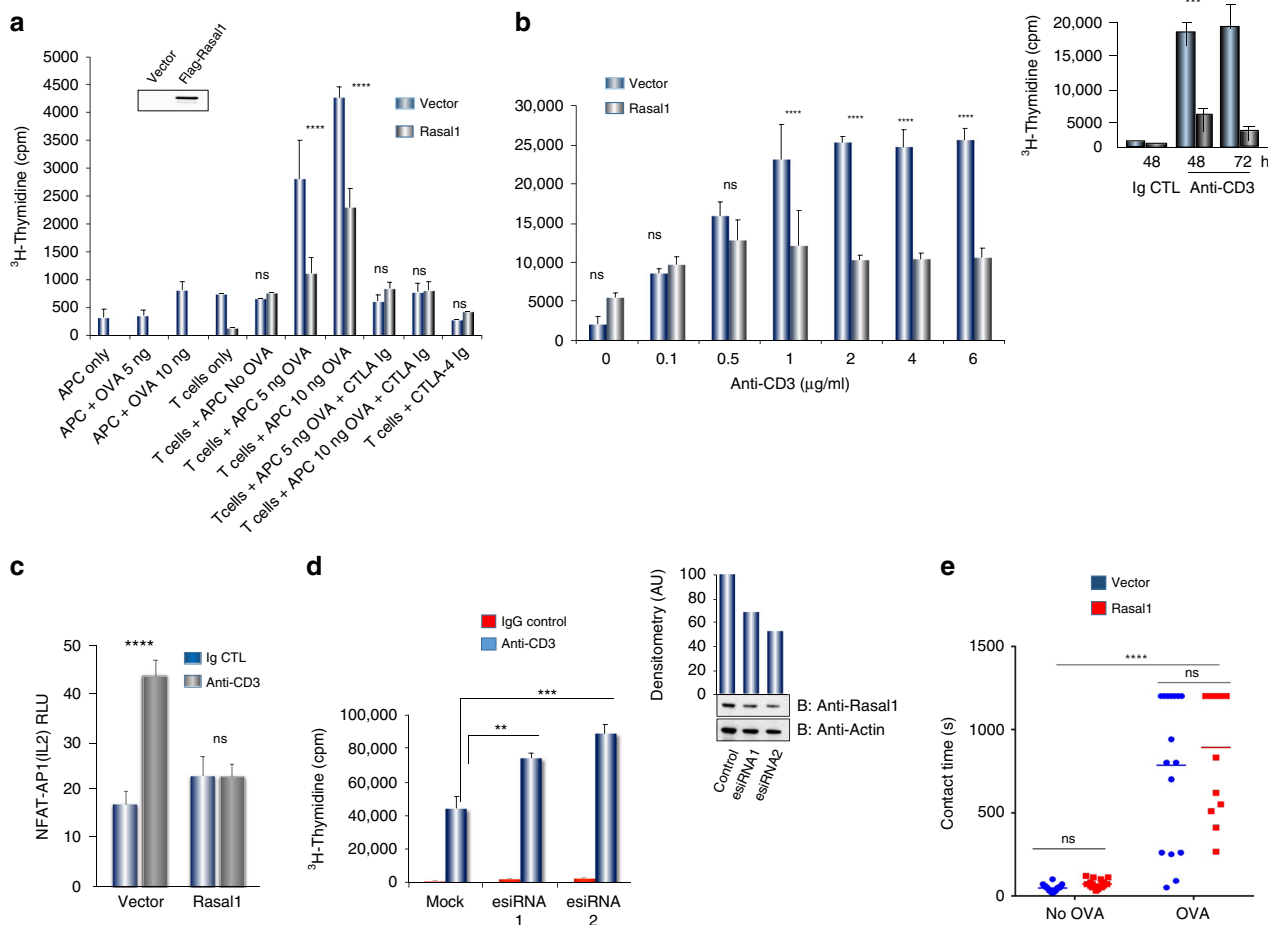 a
Vector
Flag-Rasal1
5000
4500
4000
3500
3000
2500
2000
1500
1000
500
0
³H-Thymidine (cpm)
Vector
Rasal1
ns
****
****
ns
ns
ns
APC only
APC + OVA 5 ng
APC + OVA 10 ng
T cells only
T cells + APC No OVA
T cells + APC 5 ng OVA
T cells + APC 10 ng OVA
Tcells + APC 5 ng OVA + CTLA Ig
T cells + APC 10 ng OVA + CTLA Ig
T cells + CTLA-4 Ig
b
Vector
Rasal1
30,000
25,000
20,000
15,000
10,000
5000
0
³H-Thymidine (cpm)
ns
ns
ns
****
****
****
****
0 0.1 0.5 1 2 4 6
Anti-CD3 (μg/ml)
***
20,000
15,000
10,000
5000
0
³H-Thymidine (cpm)
48 48 72 h
Ig CTL Anti-CD3
c
Ig CTL
Anti-CD3
50
40
30
20
10
0
NFAT-AP1(IL2) RLU
****
ns
Vector Rasal1
d
IgG control
Anti-CD3
100,000
80,000
60,000
40,000
20,000
0
³H-Thymidine (cpm)
**
***
Mock esiRNA 1 esiRNA 2
100
80
60
40
20
0
Densitometry (AU)
B: Anti-Rasal1
B: Anti-Actin
Control
esiRNA1
esiRNA2
e
Vector
Rasal1
1500
1000
500
0
Contact time (s)
****
ns
ns
No OVA OVA